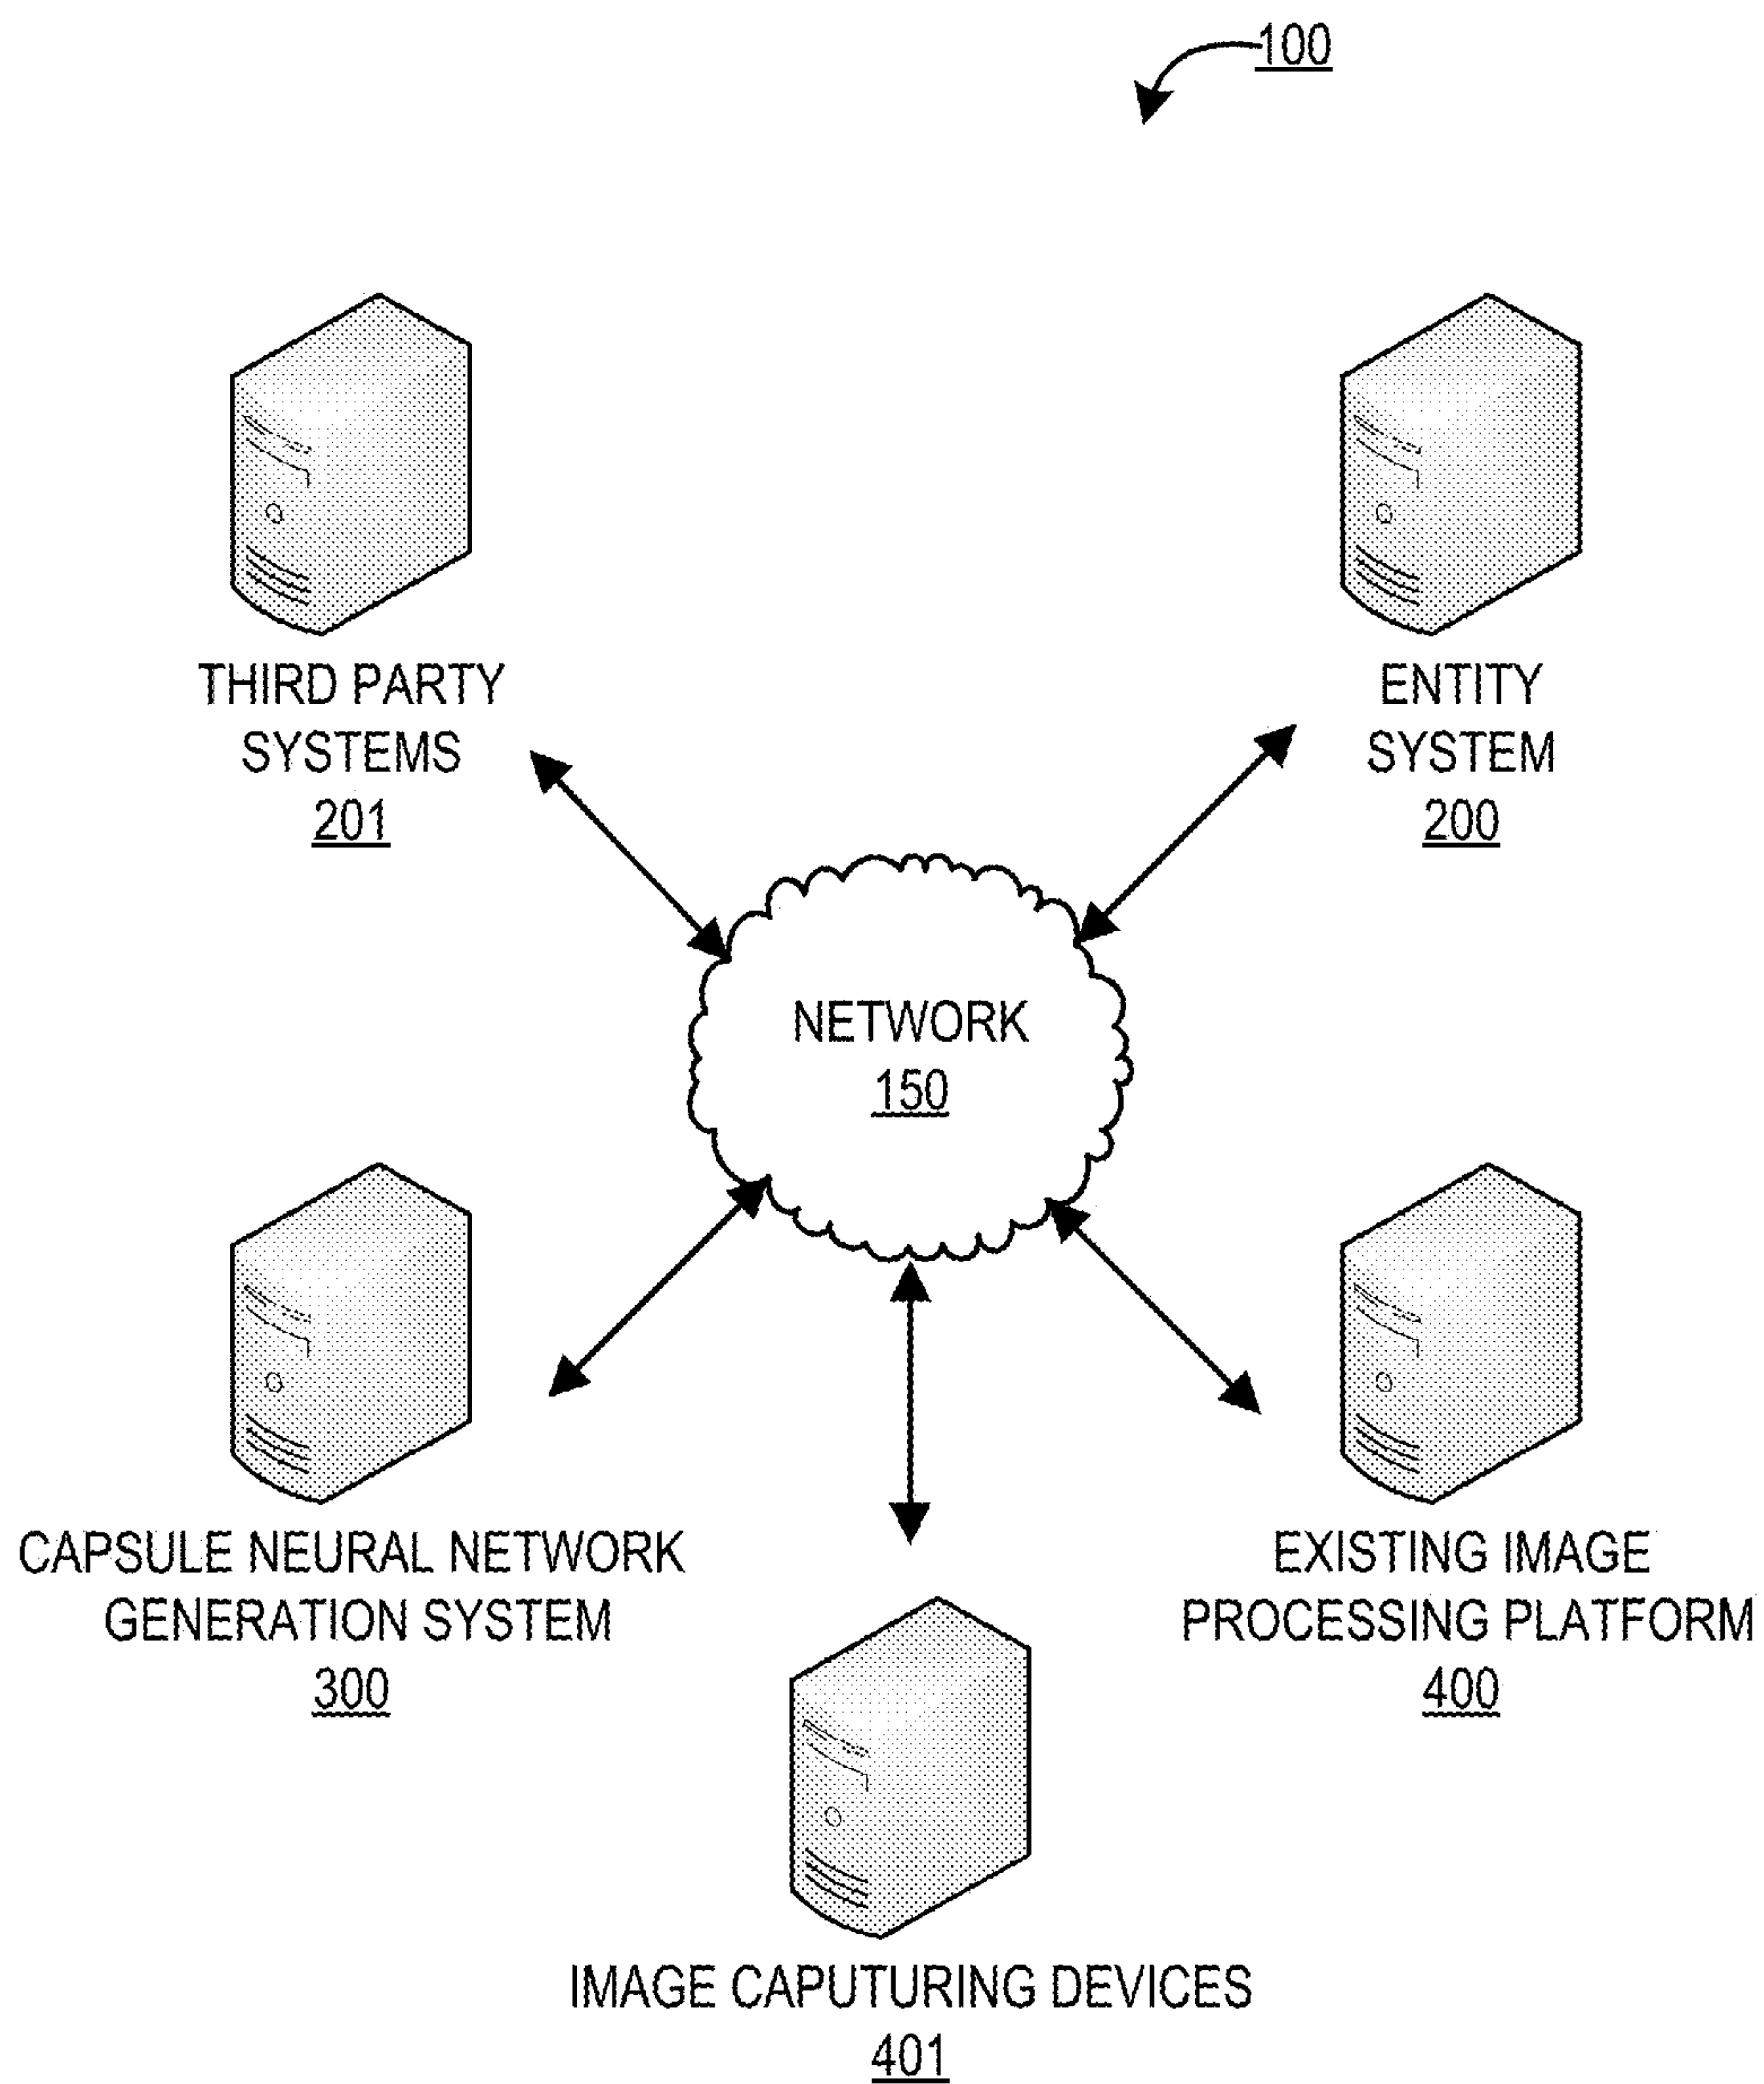 100
THIRD PARTY
SYSTEMS
201
ENTITY
SYSTEM
200
NETWORK
150
CAPSULE NEURAL NETWORK
GENERATION SYSTEM
300
EXISTING IMAGE
PROCESSING PLATFORM
400
IMAGE CAPUTURING DEVICES
401